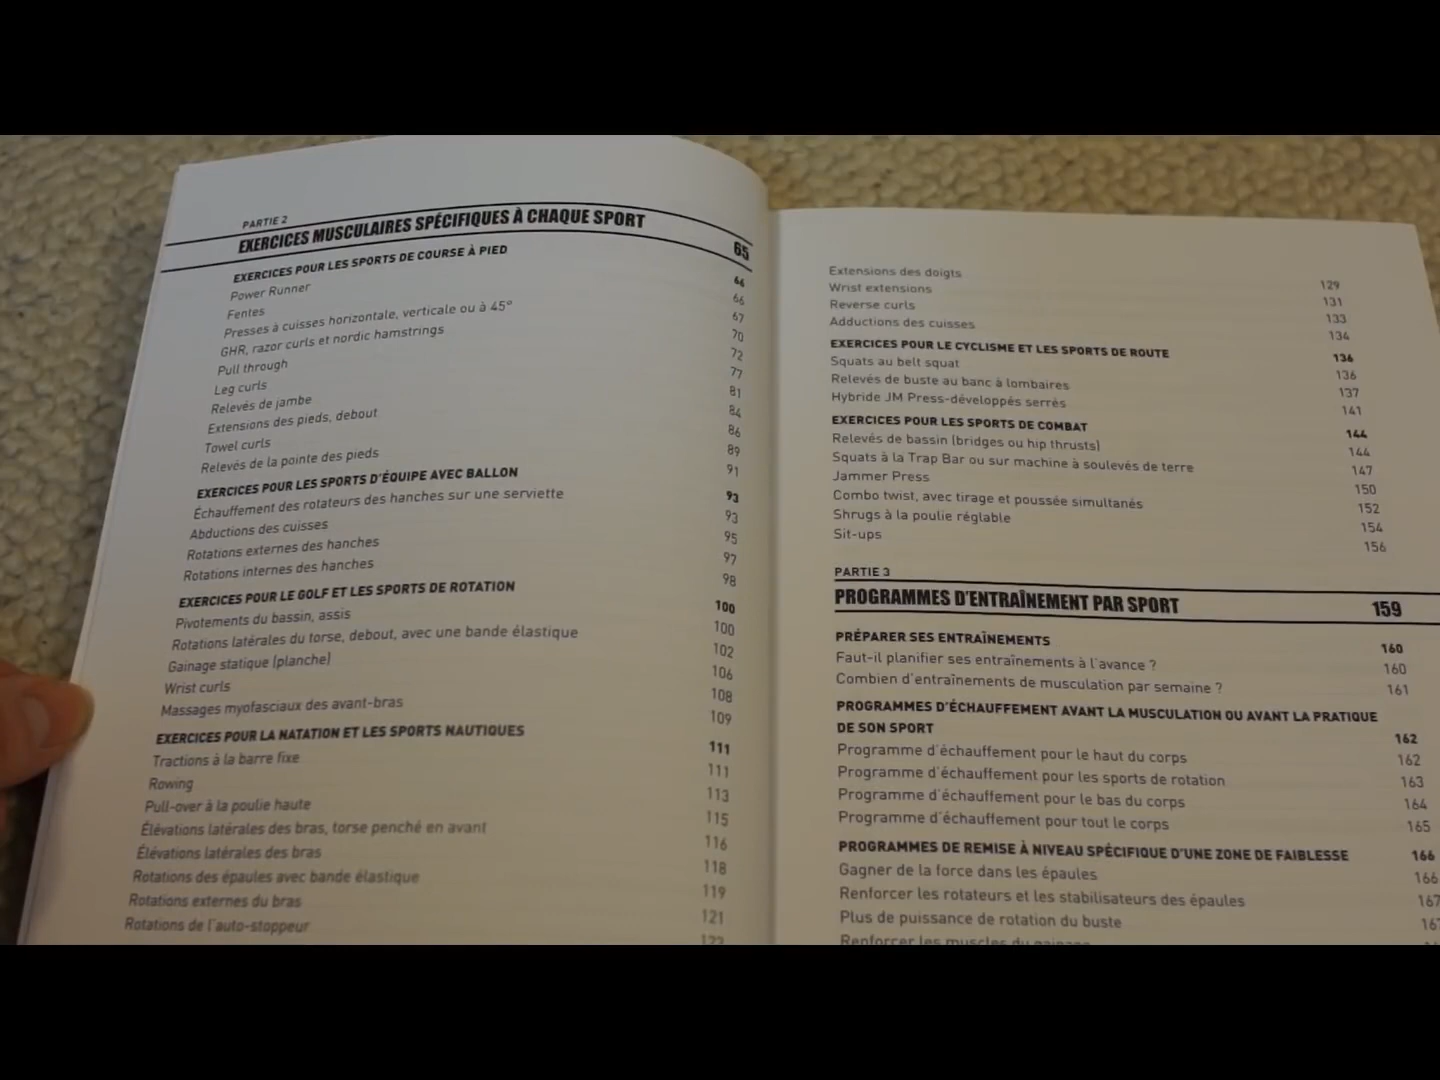 PARTIE 2
EXERCICES MUSCULAIRES SPÉCIFIQUES À CHAQUE SPORT 65
EXERCICES POUR LES SPORTS DE COURSE À PIED 66
Power Runner 66
Fentes 67
Presses à cuisses horizontale, verticale ou à 45° 70
GHR, razor curls et nordic hamstrings 72
Pull through 77
Leg curls 81
Relevés de jambe 84
Extensions des pieds, debout 86
Towel curls 89
Relevés de la pointe des pieds 91
EXERCICES POUR LES SPORTS D'ÉQUIPE AVEC BALLON 93
Échauffement des rotateurs des hanches sur une serviette 93
Abductions des cuisses 95
Rotations externes des hanches 97
Rotations internes des hanches 98
EXERCICES POUR LE GOLF ET LES SPORTS DE ROTATION 100
Pivotements du bassin, assis 100
Rotations latérales du torse, debout, avec une bande élastique 102
Gainage statique (planche) 106
Wrist curls 108
Massages myofasciaux des avant-bras 109
EXERCICES POUR LA NATATION ET LES SPORTS NAUTIQUES 111
Tractions à la barre fixe 111
Rowing 113
Pull-over à la poulie haute 115
Élévations latérales des bras, torse penché en avant 116
Élévations latérales des bras 118
Rotations des épaules avec bande élastique 119
Rotations externes du bras 121
Rotations de l'auto-stoppeur 122
Extensions des doigts 129
Wrist extensions 131
Reverse curls 133
Adductions des cuisses 134
EXERCICES POUR LE CYCLISME ET LES SPORTS DE ROUTE 136
Squats au belt squat 136
Relevés de buste au banc à lombaires 137
Hybride JM Press-développés serrés 141
EXERCICES POUR LES SPORTS DE COMBAT 144
Relevés de bassin (bridges ou hip thrusts) 144
Squats à la Trap Bar ou sur machine à soulevés de terre 147
Jammer Press 150
Combo twist, avec tirage et poussée simultanés 152
Shrugs à la poulie réglable 154
Sit-ups 156
PARTIE 3
PROGRAMMES D'ENTRAÎNEMENT PAR SPORT 159
PRÉPARER SES ENTRAÎNEMENTS 160
Faut-il planifier ses entraînements à l'avance ? 160
Combien d'entraînements de musculation par semaine ? 161
PROGRAMMES D'ÉCHAUFFEMENT AVANT LA MUSCULATION OU AVANT LA PRATIQUE
DE SON SPORT 162
Programme d'échauffement pour le haut du corps 162
Programme d'échauffement pour les sports de rotation 163
Programme d'échauffement pour le bas du corps 164
Programme d'échauffement pour tout le corps 165
PROGRAMMES DE REMISE À NIVEAU SPÉCIFIQUE D'UNE ZONE DE FAIBLESSE 166
Gagner de la force dans les épaules 166
Renforcer les rotateurs et les stabilisateurs des épaules 167
Plus de puissance de rotation du buste
Renforcer les muscles du gainage